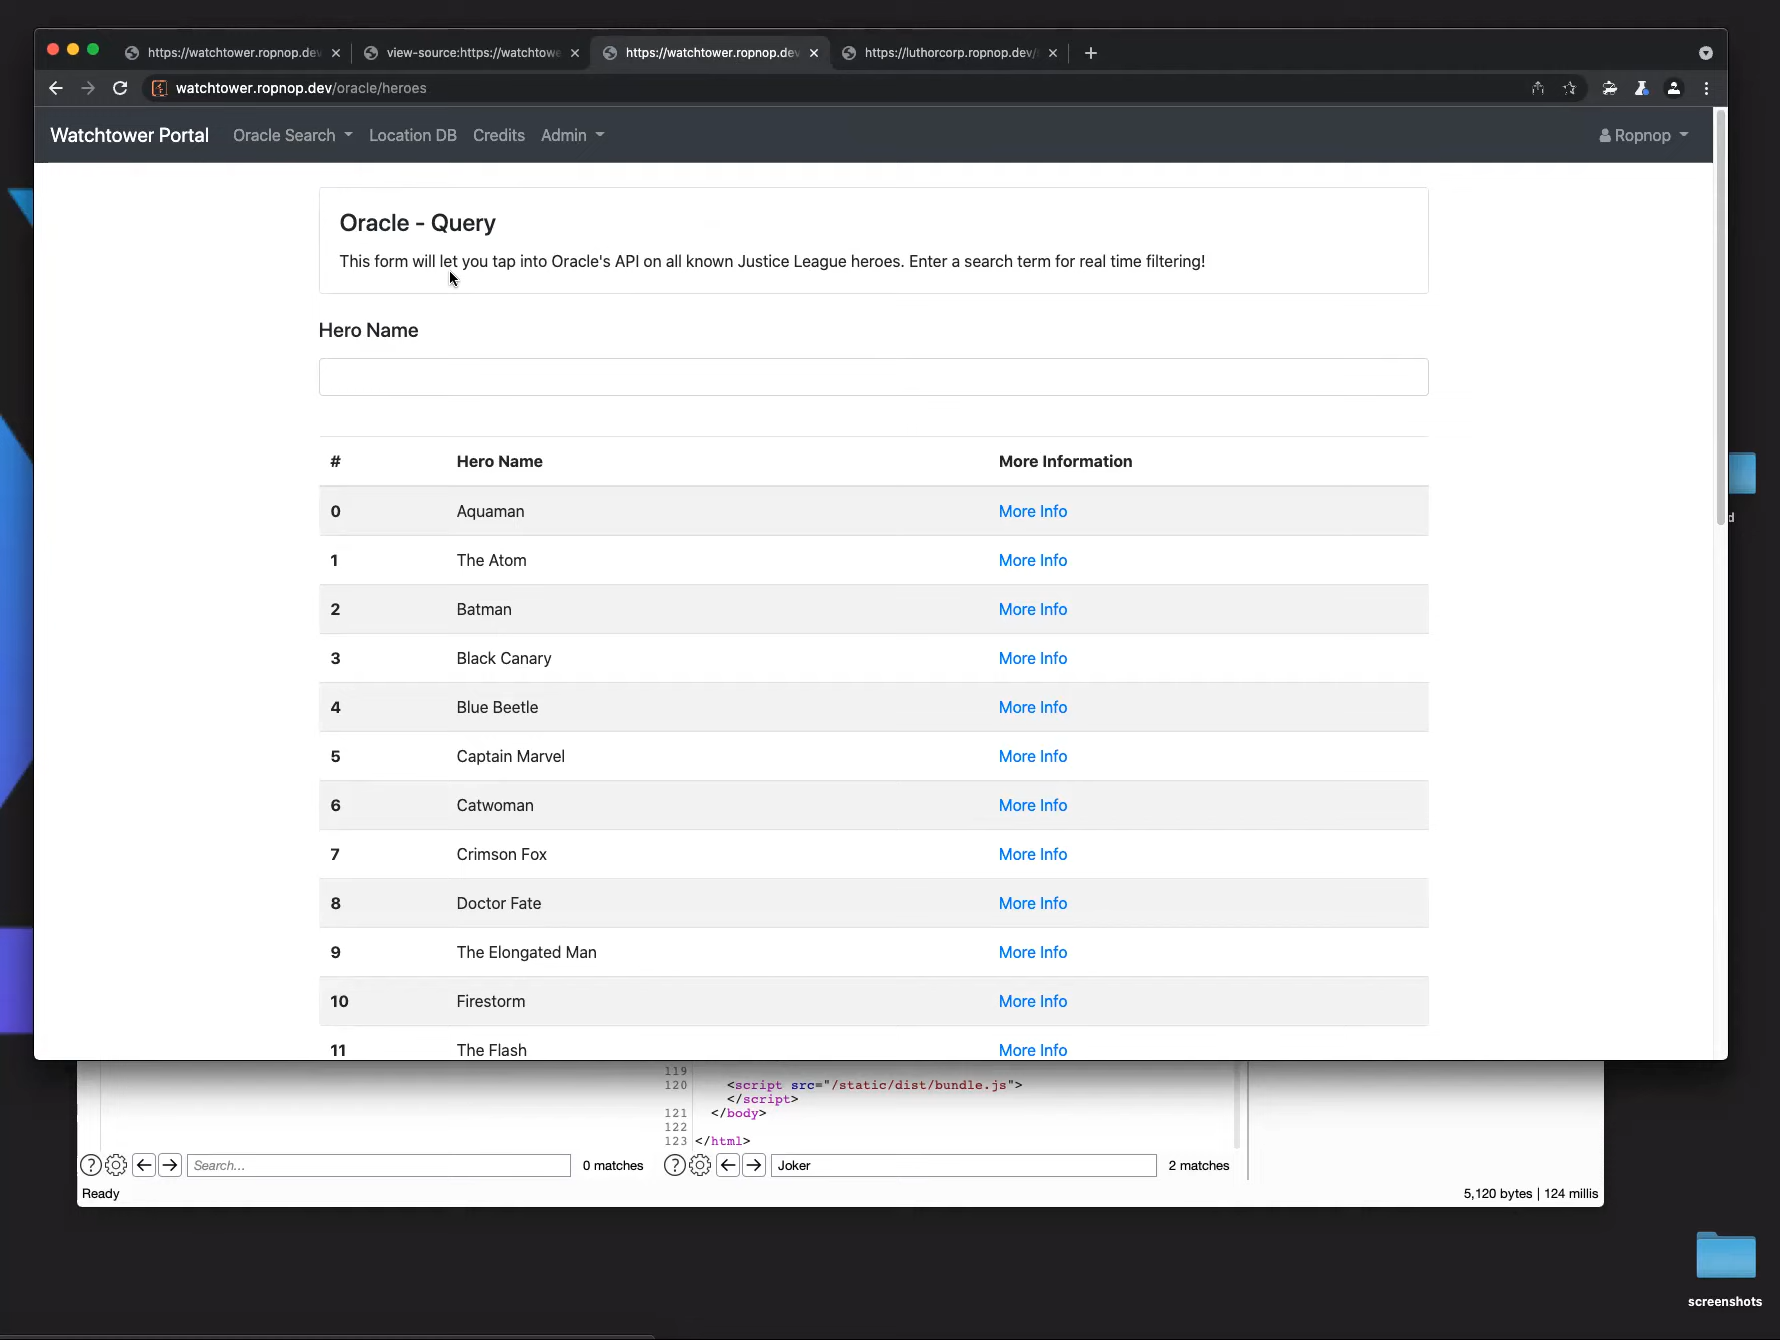 https://watchtower.ropnop.dev
view-source:https://watchtowe
https://watchtower.ropnop.dev
https://luthorcorp.ropnop.dev/
watchtower.ropnop.dev/oracle/heroes
Watchtower Portal Oracle Search Location DB Credits Admin Ropnop
Oracle - Query
This form will let you tap into Oracle's API on all known Justice League heroes. Enter a search term for real time filtering!
Hero Name
# Hero Name More Information
0 Aquaman More Info
1 The Atom More Info
2 Batman More Info
3 Black Canary More Info
4 Blue Beetle More Info
5 Captain Marvel More Info
6 Catwoman More Info
7 Crimson Fox More Info
8 Doctor Fate More Info
9 The Elongated Man More Info
10 Firestorm More Info
11 The Flash More Info
d
119
120 <script src="/static/dist/bundle.js">
</script>
121 </body>
122
123 </html>
Search... 0 matches Joker 2 matches
Ready 5,120 bytes | 124 millis
screenshots